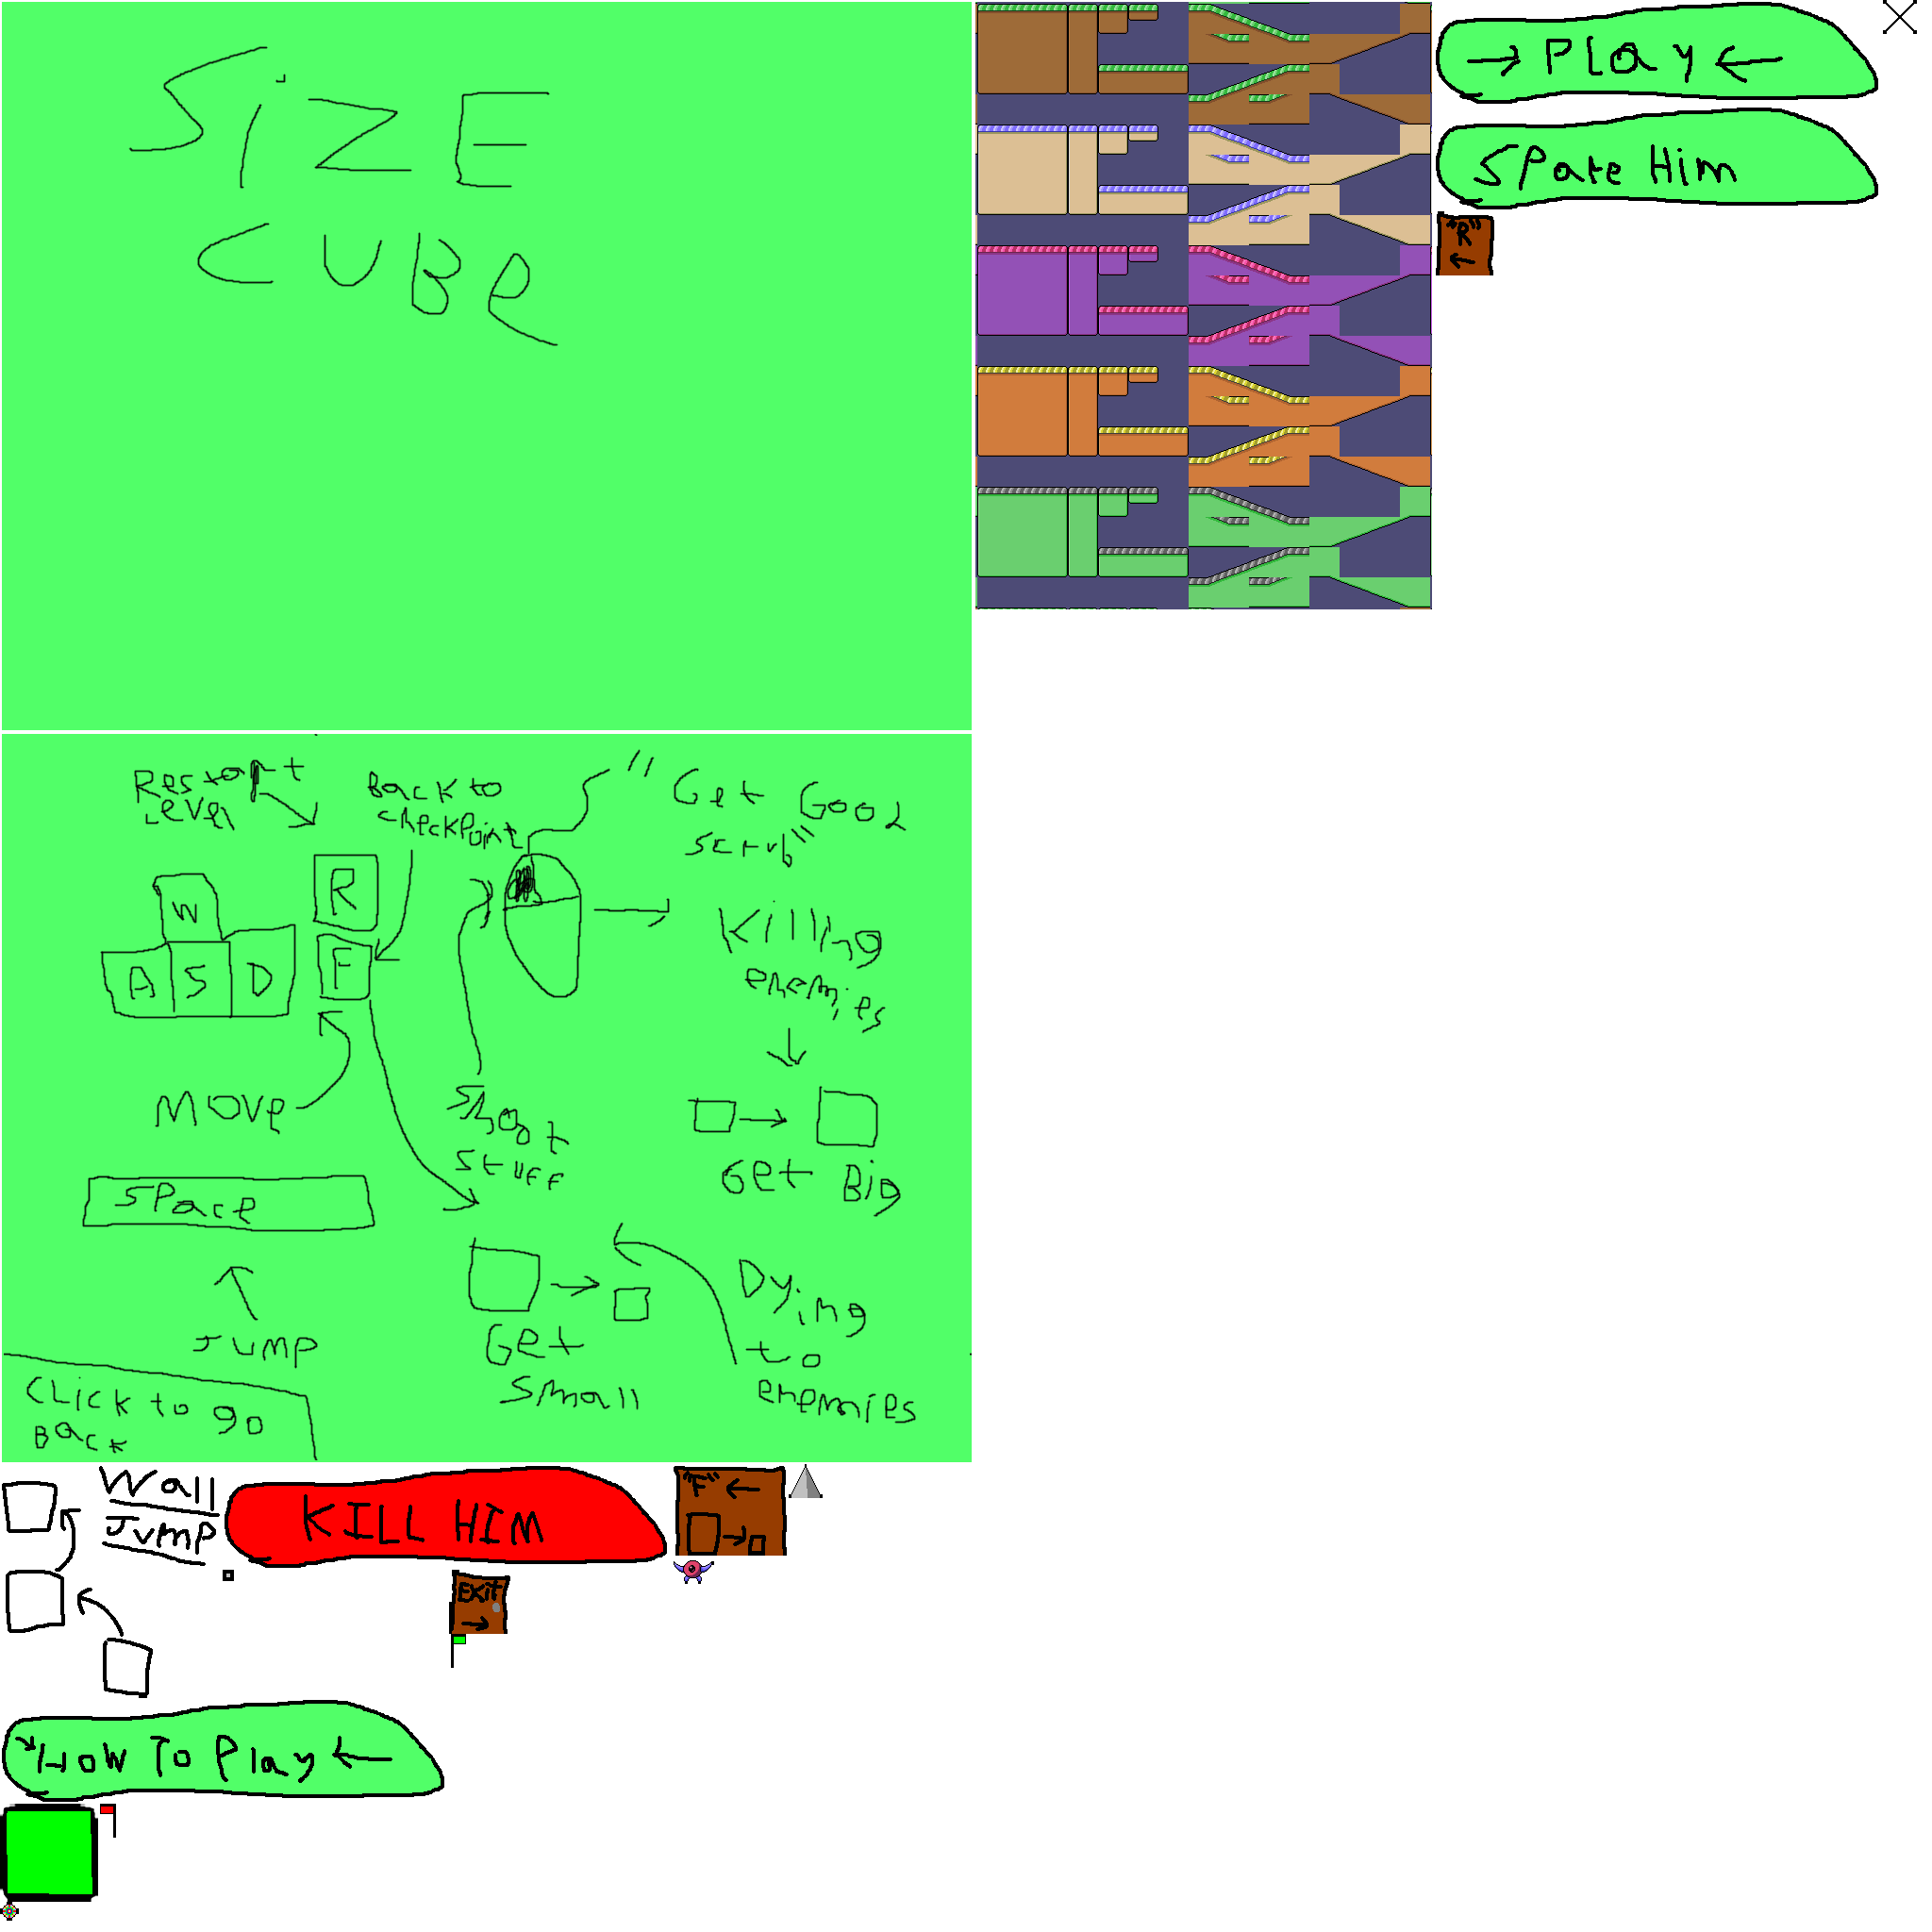 SiZE
CUBe
→ PLAY ←
SPare Him
"R"
←
Restart
Level
Back to
checkpoint
"Get Good
scrub"
W
A S D
R
F
Killing
enemies
Move
Shoot
stuff
Get Big
Space
Jump
Get
Small
Dying
to
enemies
Click to go
Back
Wall
Jump
KILL HIM
"F" ←
EXit
→
How To Play ←